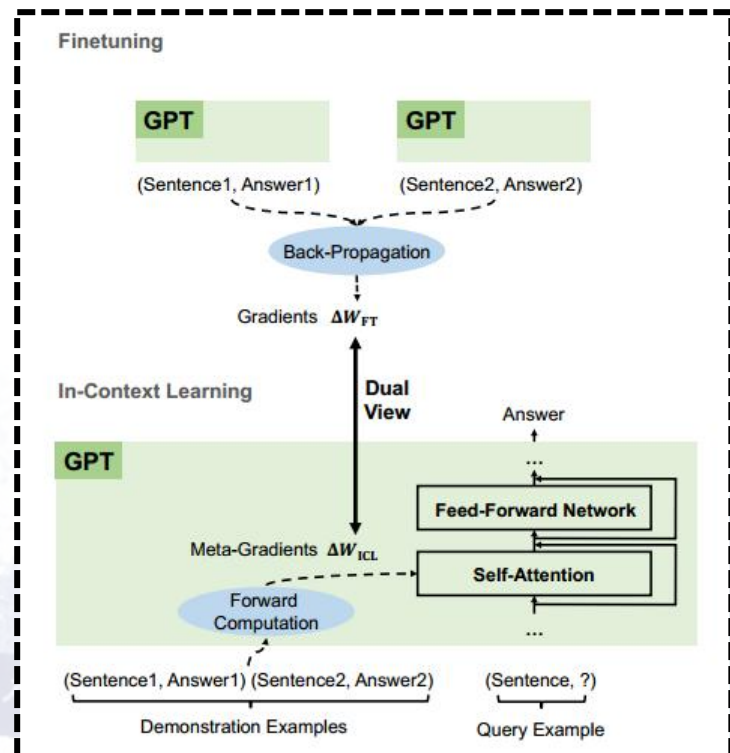 Finetuning
GPT
GPT
(Sentence1, Answer1)
(Sentence2, Answer2)
Back-Propagation
Gradients ΔW_FT
In-Context Learning
Dual
View
Answer
GPT
...
Feed-Forward Network
Meta-Gradients ΔW_ICL
Self-Attention
Forward
Computation
...
(Sentence1, Answer1) (Sentence2, Answer2)
(Sentence, ?)
Demonstration Examples
Query Example